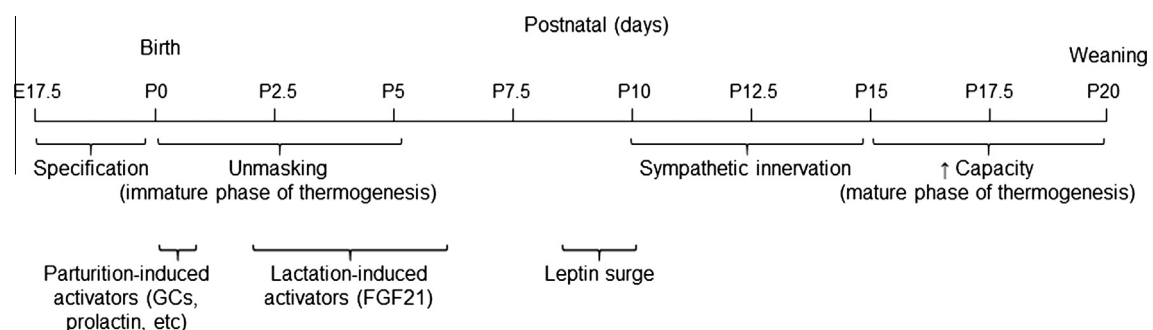 Postnatal (days)
Birth
Weaning
E17.5 P0 P2.5 P5 P7.5 P10 P12.5 P15 P17.5 P20
Specification
Unmasking
(immature phase of thermogenesis)
Sympathetic innervation
↑ Capacity
(mature phase of thermogenesis)
Parturition-induced
activators (GCs,
prolactin, etc)
Lactation-induced
activators (FGF21)
Leptin surge